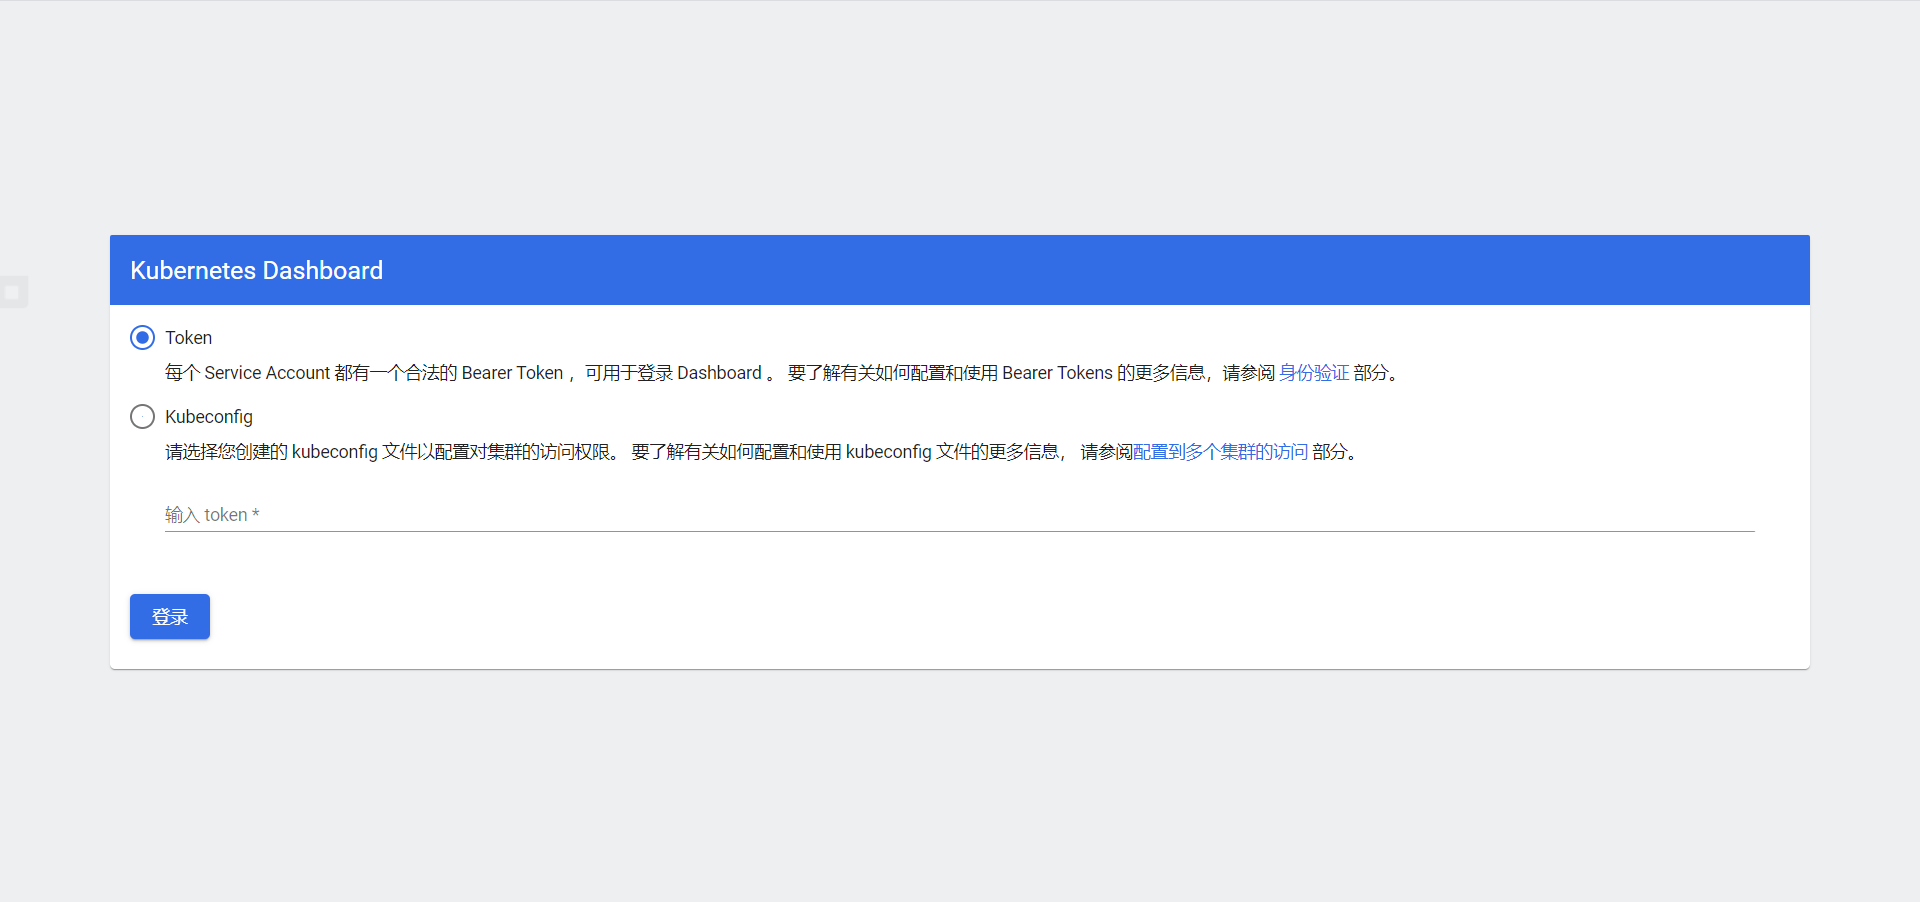 Kubernetes Dashboard
Token
每个 Service Account 都有一个合法的 Bearer Token ，可用于登录 Dashboard 。 要了解有关如何配置和使用 Bearer Tokens 的更多信息，请参阅 身份验证 部分。
Kubeconfig
请选择您创建的 kubeconfig 文件以配置对集群的访问权限。 要了解有关如何配置和使用 kubeconfig 文件的更多信息， 请参阅配置到多个集群的访问 部分。
输入 token *
登录